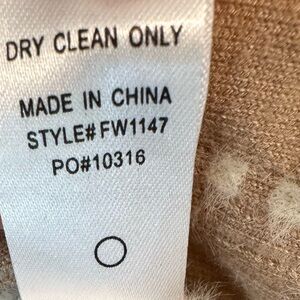 DRY CLEAN ONLY
MADE IN CHINA
STYLE# FW1147
PO#10316